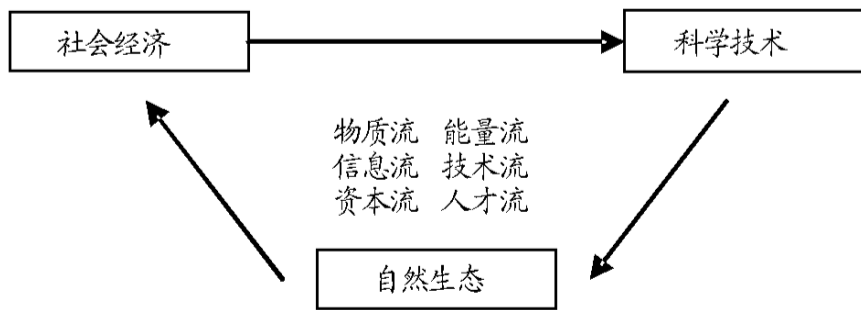 社会经济
科学技术
物质流 能量流
信息流 技术流
资本流 人才流
自然生态